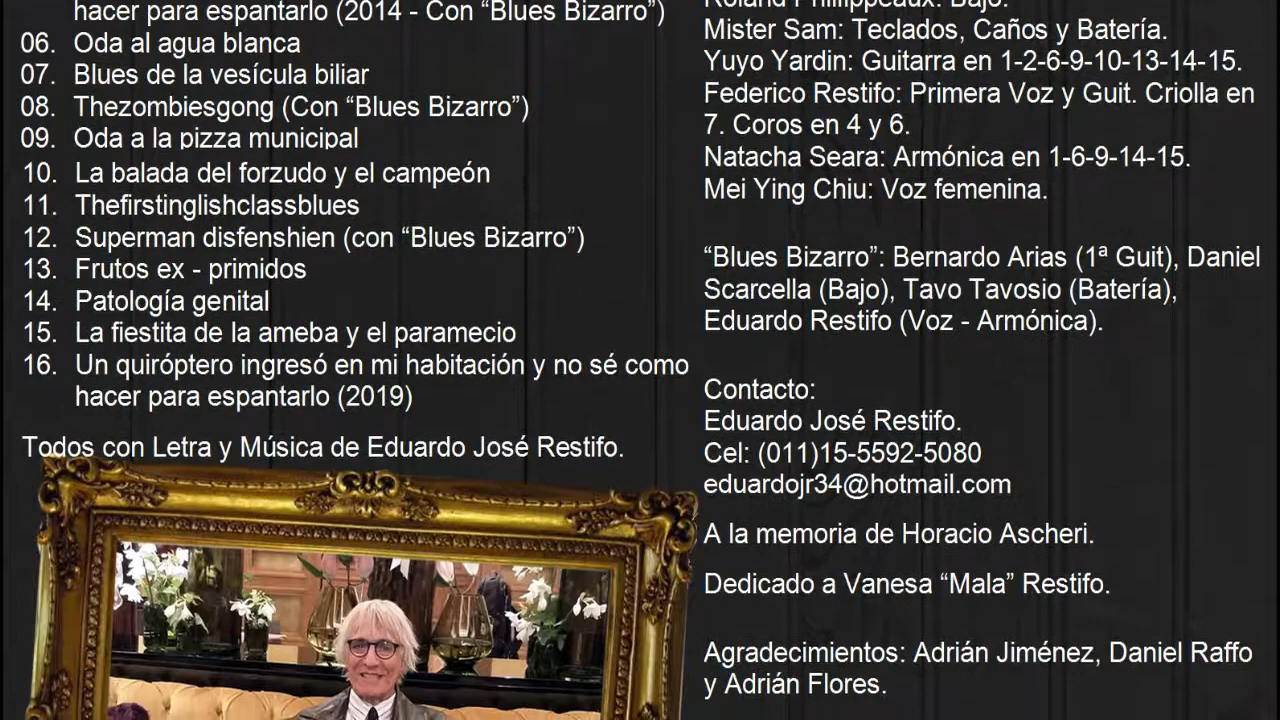 hacer para espantarlo (2014 - Con “Blues Bizarro”)
06. Oda al agua blanca
07. Blues de la vesícula biliar
08. Thezombiesgong (Con “Blues Bizarro”)
09. Oda a la pizza municipal
10. La balada del forzudo y el campeón
11. Thefirstinglishclassblues
12. Superman disfenshien (con “Blues Bizarro”)
13. Frutos ex - primidos
14. Patología genital
15. La fiestita de la ameba y el paramecio
16. Un quiróptero ingresó en mi habitación y no sé como
hacer para espantarlo (2019)
Todos con Letra y Música de Eduardo José Restifo.
Roland Phillippeaux: Bajo.
Mister Sam: Teclados, Caños y Batería.
Yuyo Yardin: Guitarra en 1-2-6-9-10-13-14-15.
Federico Restifo: Primera Voz y Guit. Criolla en
7. Coros en 4 y 6.
Natacha Seara: Armónica en 1-6-9-14-15.
Mei Ying Chiu: Voz femenina.
“Blues Bizarro”: Bernardo Arias (1ª Guit), Daniel
Scarcella (Bajo), Tavo Tavosio (Batería),
Eduardo Restifo (Voz - Armónica).
Contacto:
Eduardo José Restifo.
Cel: (011)15-5592-5080
eduardojr34@hotmail.com
A la memoria de Horacio Ascheri.
Dedicado a Vanesa “Mala” Restifo.
Agradecimientos: Adrián Jiménez, Daniel Raffo
y Adrián Flores.